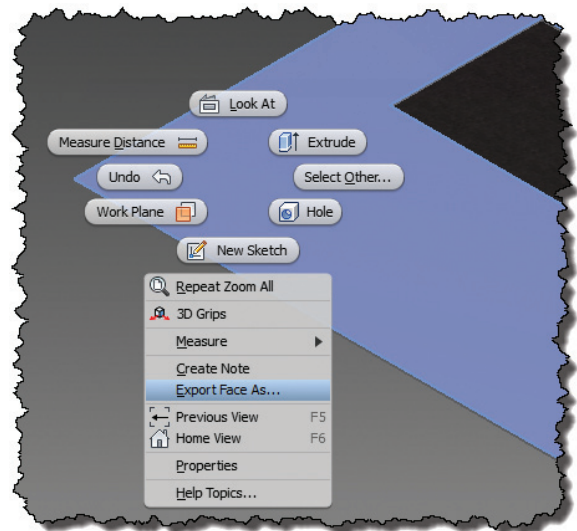 Look At
Measure Distance
Extrude
Undo
Select Other...
Work Plane
Hole
New Sketch
Repeat Zoom All
3D Grips
Measure
Create Note
Export Face As...
Previous View F5
Home View F6
Properties
Help Topics...